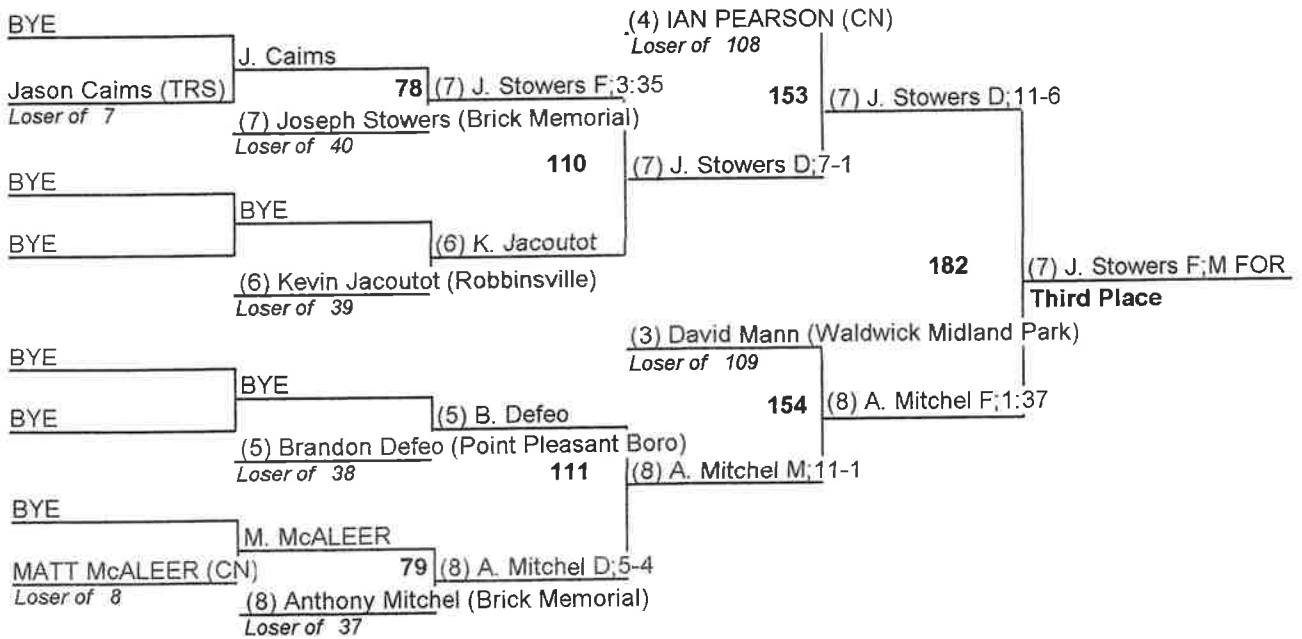 BYE
J. Caims
Jason Caims (TRS)
Loser of 7
78
(7) J. Stowers F;3:35
(7) Joseph Stowers (Brick Memorial)
Loser of 40
110
(7) J. Stowers D;7-1
BYE
BYE
BYE
(6) K. Jacoutot
(6) Kevin Jacoutot (Robbinsville)
Loser of 39
(4) IAN PEARSON (CN)
Loser of 108
153
(7) J. Stowers D;11-6
182
(7) J. Stowers F;M FOR
Third Place
(3) David Mann (Waldwick Midland Park)
Loser of 109
154
(8) A. Mitchel F;1:37
BYE
BYE
BYE
(5) B. Defeo
(5) Brandon Defeo (Point Pleasant Boro)
Loser of 38
111
(8) A. Mitchel M;11-1
BYE
M. McALEER
MATT McALEER (CN)
Loser of 8
79
(8) A. Mitchel D;5-4
(8) Anthony Mitchel (Brick Memorial)
Loser of 37